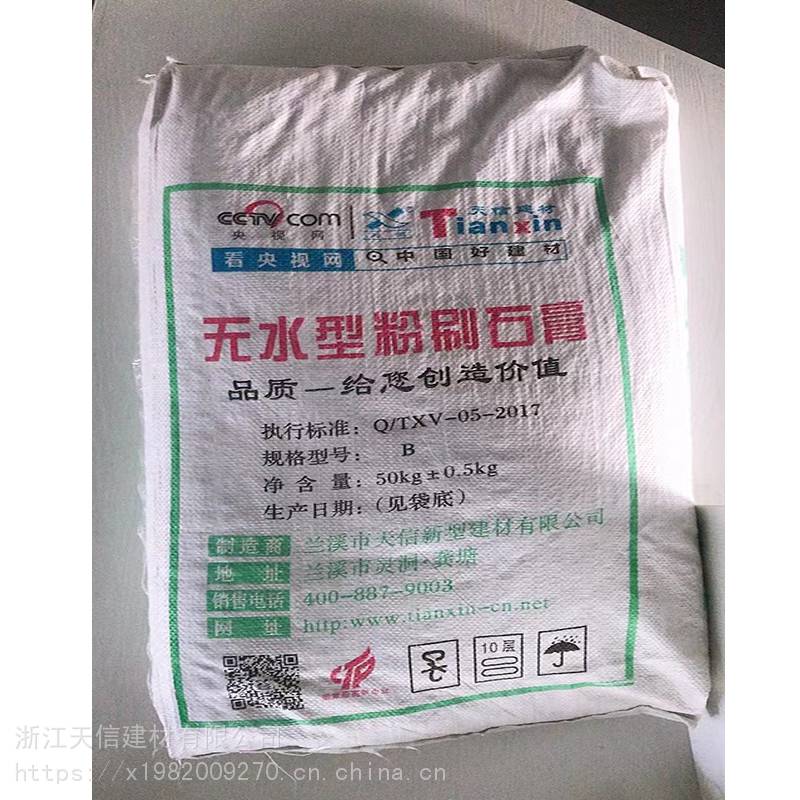 CCTV.com 天信建材
央视网 Tianxin
看央视网 中国好建材
无水型粉刷石膏
品质—给您创造价值
执行标准：Q/TXV-05-2017
规格型号： B
净含量：50kg±0.5kg
生产日期：（见袋底）
制造商 兰溪市天信新型建材有限公司
地址 兰溪市灵洞·龚塘
销售电话 400-887-9003
网址 http:www.tianxin-cn.net
10层
浙江天信建材有限公司
https://x1982009270.cn.china.cn